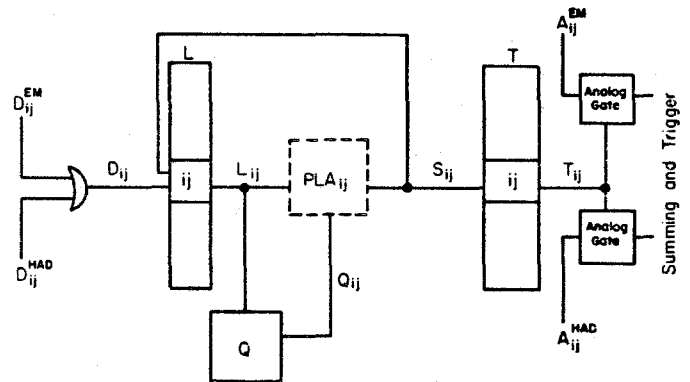 A_ij^EM
L
T
D_ij^EM
Analog
Gate
D_ij
ij
L_ij
PLA_ij
S_ij
ij
T_ij
Summing and Trigger
Analog
Gate
D_ij^HAD
Q_ij
Q
A_ij^HAD